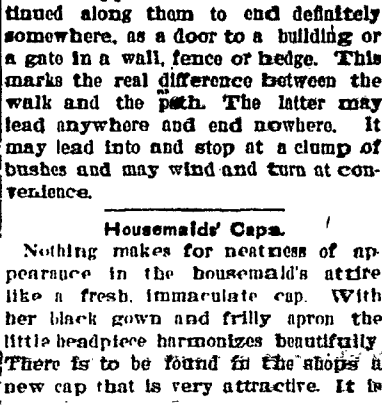 tinued along them to end definitely
somewhere, as a door to a building or
a gate in a wall, fence or hedge. This
marks the real difference between the
walk and the path. The latter may
lead anywhere and end nowhere. It
may lead into and stop at a clump of
bushes and may wind and turn at con-
venience.
Housemaids' Caps.
Nothing makes for neatness of ap-
pearance in the housemaid's attire
like a fresh, immaculate cap. With
her black gown and frilly apron the
little headpiece harmonizes beautifully
There is to be found in the shops a
new cap that is very attractive. It is